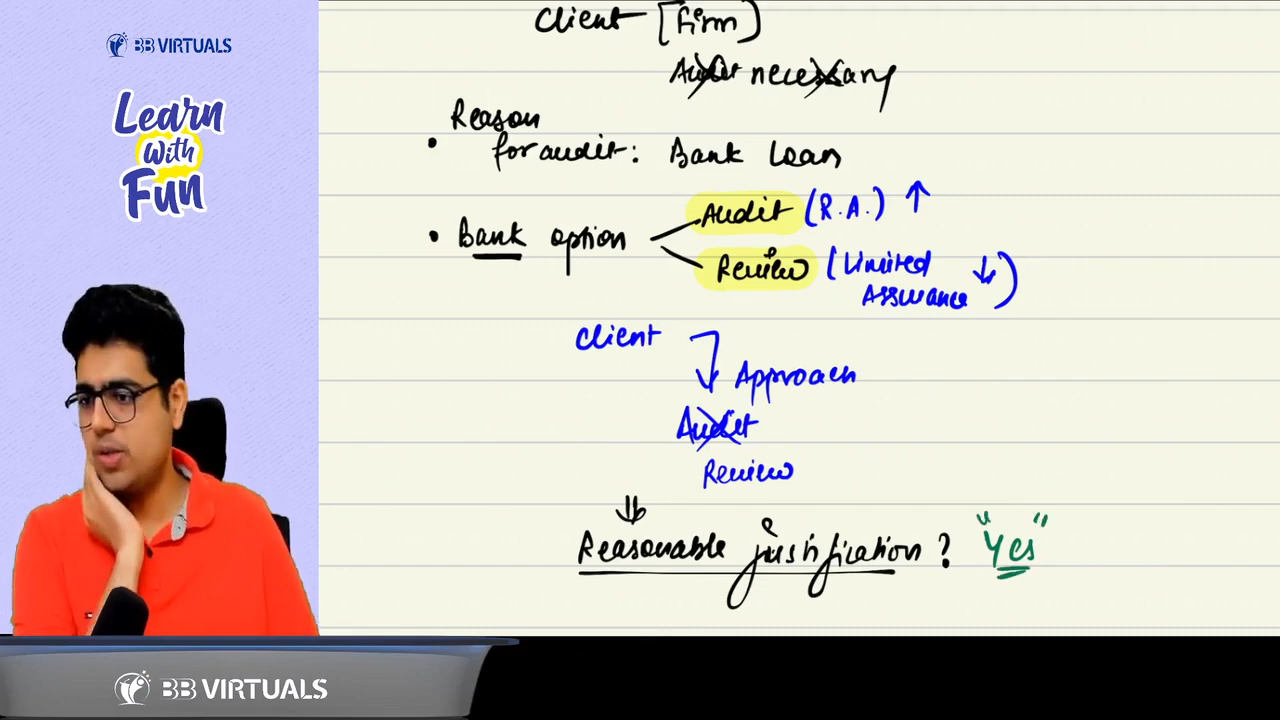 BB VIRTUALS
Learn
With
Fun
Client [Firm]
Audit necessary
Reason
• for audit: Bank Loan
• Bank option
Audit (R.A.) ↑
Review (Limited
Assurance ↓)
Client
↓ Approach
Audit
Review
⇓
Reasonable justification? "Yes"
BB VIRTUALS